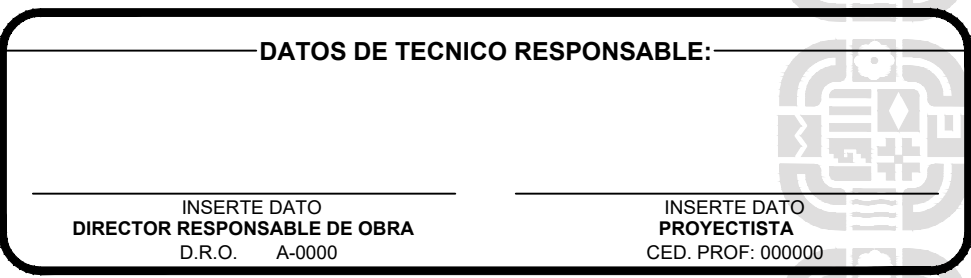 DATOS DE TECNICO RESPONSABLE:
INSERTE DATO
DIRECTOR RESPONSABLE DE OBRA
D.R.O. A-0000
INSERTE DATO
PROYECTISTA
CED. PROF: 000000